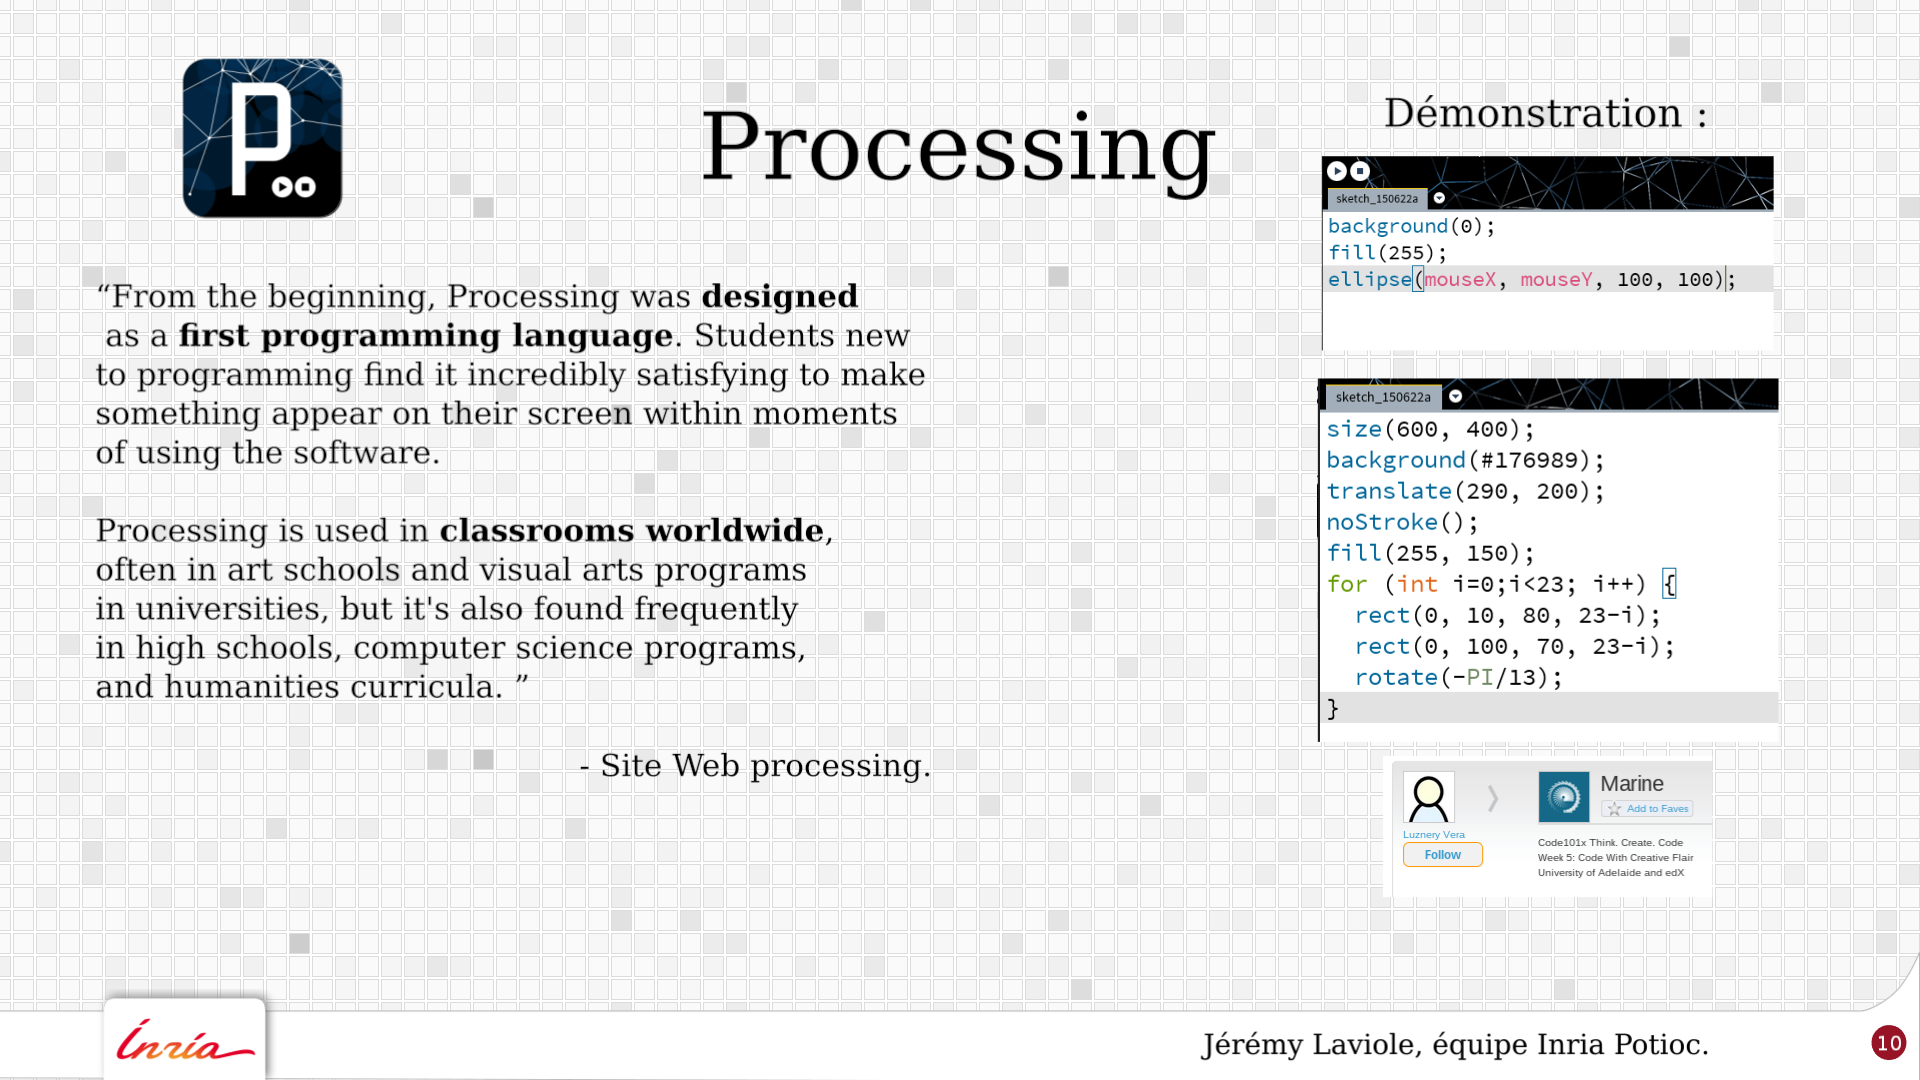 Processing
“From the beginning, Processing was designed
as a first programming language. Students new
to programming find it incredibly satisfying to make
something appear on their screen within moments
of using the software.
Processing is used in classrooms worldwide,
often in art schools and visual arts programs
in universities, but it's also found frequently
in high schools, computer science programs,
and humanities curricula. ”
- Site Web processing.
Démonstration :
sketch_150622a
background(0);
fill(255);
ellipse(mouseX, mouseY, 100, 100);
sketch_150622a
size(600, 400);
background(#176989);
translate(290, 200);
noStroke();
fill(255, 150);
for (int i=0;i<23; i++) {
  rect(0, 10, 80, 23-i);
  rect(0, 100, 70, 23-i);
  rotate(-PI/13);
}
Luznery Vera
Follow
Marine
Add to Faves
Code101x Think. Create. Code
Week 5: Code With Creative Flair
University of Adelaide and edX
Inria
Jérémy Laviole, équipe Inria Potioc.
10